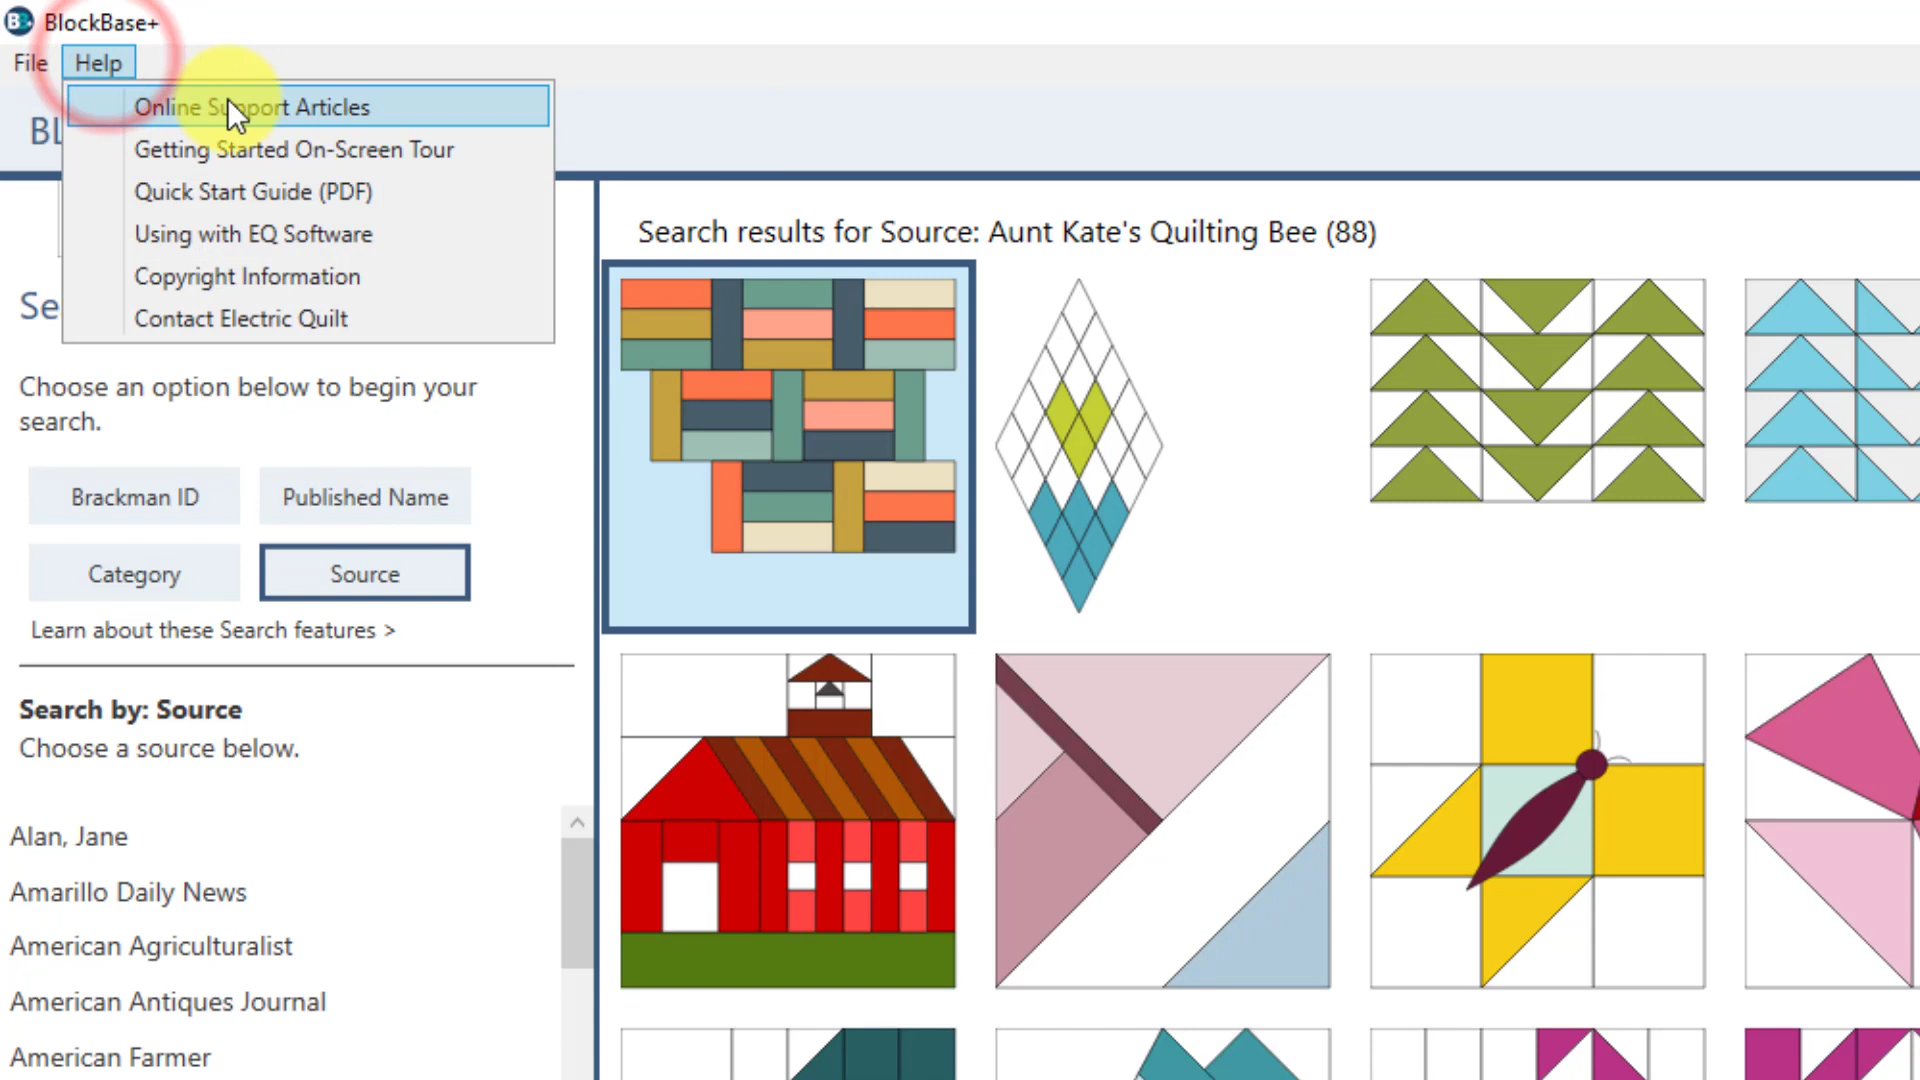 BlockBase+
File Help
Online Support Articles
Getting Started On-Screen Tour
Quick Start Guide (PDF)
Using with EQ Software
Copyright Information
Contact Electric Quilt
Search results for Source: Aunt Kate's Quilting Bee (88)
Choose an option below to begin your
search.
Brackman ID
Published Name
Category
Source
Learn about these Search features >
Search by: Source
Choose a source below.
Alan, Jane
Amarillo Daily News
American Agriculturalist
American Antiques Journal
American Farmer